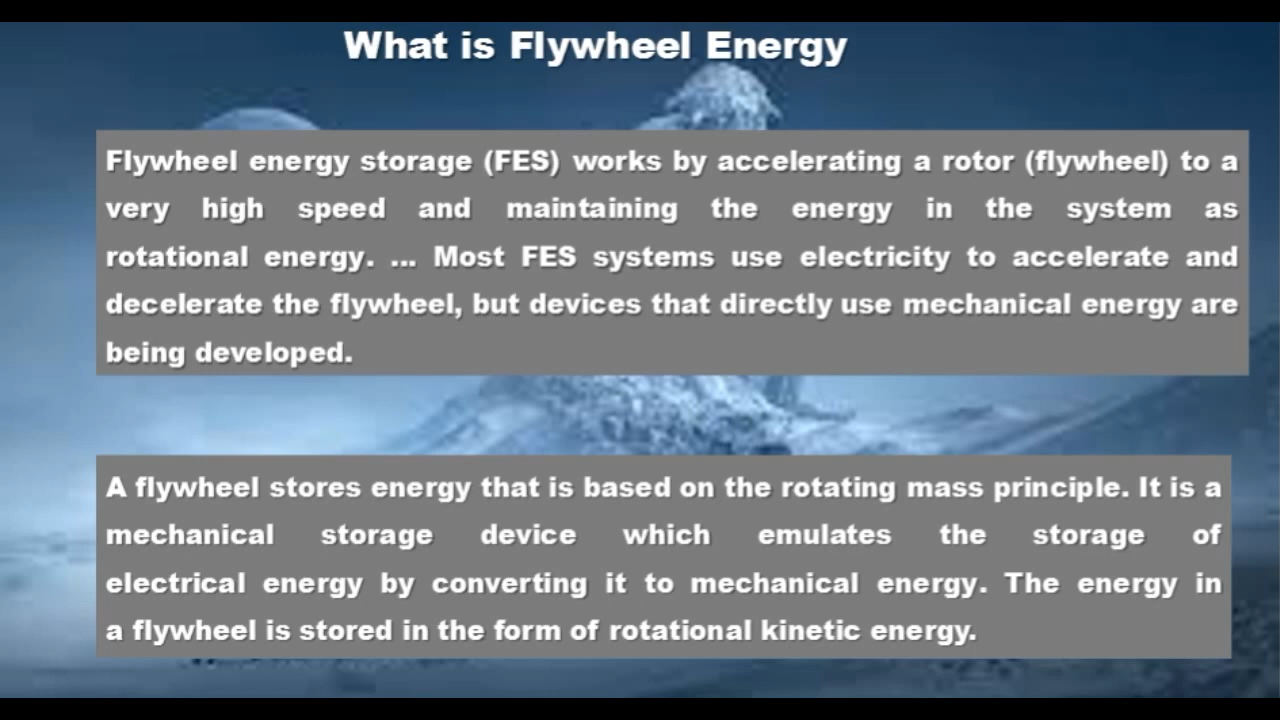 What is Flywheel Energy
Flywheel energy storage (FES) works by accelerating a rotor (flywheel) to a
very high speed and maintaining the energy in the system as
rotational energy. ... Most FES systems use electricity to accelerate and
decelerate the flywheel, but devices that directly use mechanical energy are
being developed.
A flywheel stores energy that is based on the rotating mass principle. It is a
mechanical storage device which emulates the storage of
electrical energy by converting it to mechanical energy. The energy in
a flywheel is stored in the form of rotational kinetic energy.